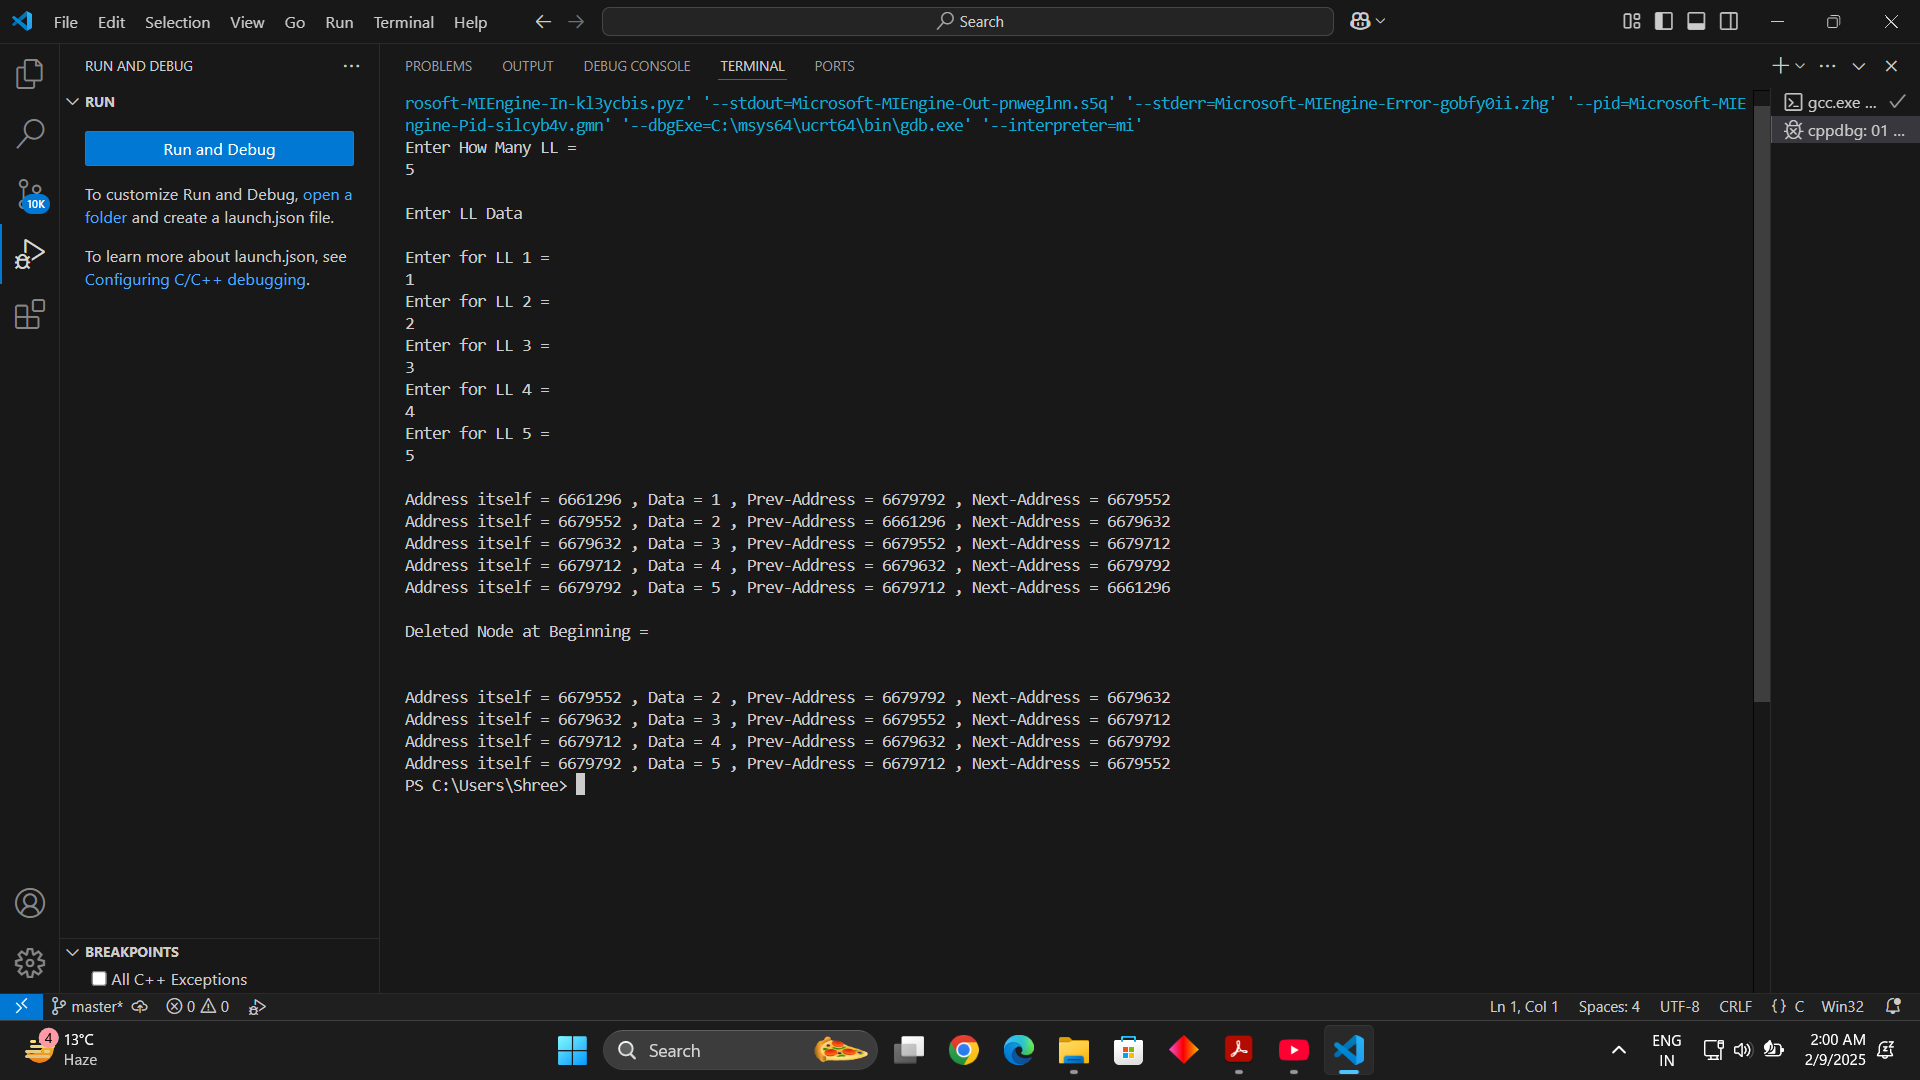 File Edit Selection View Go Run Terminal Help Search
RUN AND DEBUG
RUN
Run and Debug
To customize Run and Debug, open a
folder and create a launch.json file.
To learn more about launch.json, see
Configuring C/C++ debugging.
BREAKPOINTS
All C++ Exceptions
10K
PROBLEMS OUTPUT DEBUG CONSOLE TERMINAL PORTS
rosoft-MIEngine-In-kl3ycbis.pyz' '--stdout=Microsoft-MIEngine-Out-pnweglnn.s5q' '--stderr=Microsoft-MIEngine-Error-gobfy0ii.zhg' '--pid=Microsoft-MIE
ngine-Pid-silcyb4v.gmn' '--dbgExe=C:\msys64\ucrt64\bin\gdb.exe' '--interpreter=mi'
Enter How Many LL =
5
Enter LL Data
Enter for LL 1 =
1
Enter for LL 2 =
2
Enter for LL 3 =
3
Enter for LL 4 =
4
Enter for LL 5 =
5
Address itself = 6661296 , Data = 1 , Prev-Address = 6679792 , Next-Address = 6679552
Address itself = 6679552 , Data = 2 , Prev-Address = 6661296 , Next-Address = 6679632
Address itself = 6679632 , Data = 3 , Prev-Address = 6679552 , Next-Address = 6679712
Address itself = 6679712 , Data = 4 , Prev-Address = 6679632 , Next-Address = 6679792
Address itself = 6679792 , Data = 5 , Prev-Address = 6679712 , Next-Address = 6661296
Deleted Node at Beginning =
Address itself = 6679552 , Data = 2 , Prev-Address = 6679792 , Next-Address = 6679632
Address itself = 6679632 , Data = 3 , Prev-Address = 6679552 , Next-Address = 6679712
Address itself = 6679712 , Data = 4 , Prev-Address = 6679632 , Next-Address = 6679792
Address itself = 6679792 , Data = 5 , Prev-Address = 6679712 , Next-Address = 6679552
PS C:\Users\Shree>
gcc.exe ...
cppdbg: 01 ...
master* 0 0 Ln 1, Col 1 Spaces: 4 UTF-8 CRLF {} C Win32
4
13°C
Haze
Search
ENG
IN
2:00 AM
2/9/2025